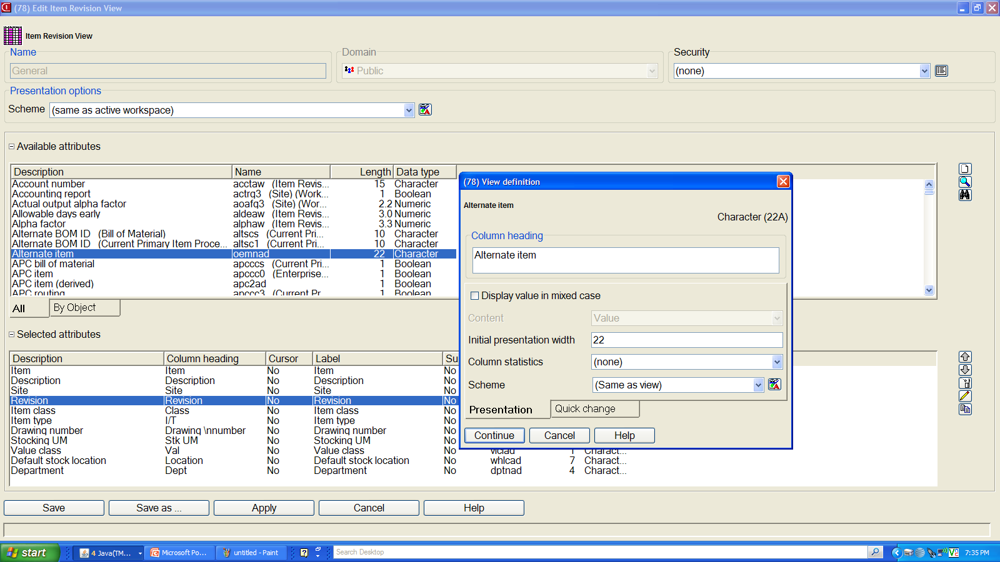 (78) Edit Item Revision View
Item Revision View
Name
Domain
Security
General
Public
(none)
Presentation options
Scheme
(same as active workspace)
Available attributes
Description Name Length Data type
Account number acctaw (Item Revis... 15 Character
Accounting report actrq3 (Site) (Work... 1 Boolean
Actual output alpha factor aoafq3 (Site) (Wor... 2.2 Numeric
Allowable days early aldeaw (Item Revis... 3.0 Numeric
Alpha factor alphaw (Item Revis... 3.3 Numeric
Alternate BOM ID (Bill of Material) altscs (Current Pri... 10 Character
Alternate BOM ID (Current Primary Item Proce... altsc1 (Current Pri... 10 Character
Alternate item oemnad 22 Character
APC bill of material apcccs (Current Pri... 1 Boolean
APC item apccc0 (Enterprise... 1 Boolean
APC item (derived) apc2ad 1 Boolean
APC routing apccc3 (Current Pr... 1 Boolean
All
By Object
Selected attributes
Description Column heading Cursor Label Su
Item Item No Item No
Description Description No Description No
Site Site No Site No
Revision Revision No Revision No
Item class Class No Item class No
Item type I/T No Item type No
Drawing number Drawing \nnumber No Drawing number No
Stocking UM Stk UM No Stocking UM No
Value class Val No Value class No vlclad 1 Charact...
Default stock location Location No Default stock location No whlcad 7 Charact...
Department Dept No Department No dptnad 4 Charact...
(78) View definition
Alternate item
Character (22A)
Column heading
Alternate item
Display value in mixed case
Content Value
Initial presentation width 22
Column statistics (none)
Scheme (Same as view)
Presentation
Quick change
Continue Cancel Help
Save Save as ... Apply Cancel Help
start
4 Java(TM...
Microsoft Po...
untitled - Paint
Search Desktop
7:35 PM